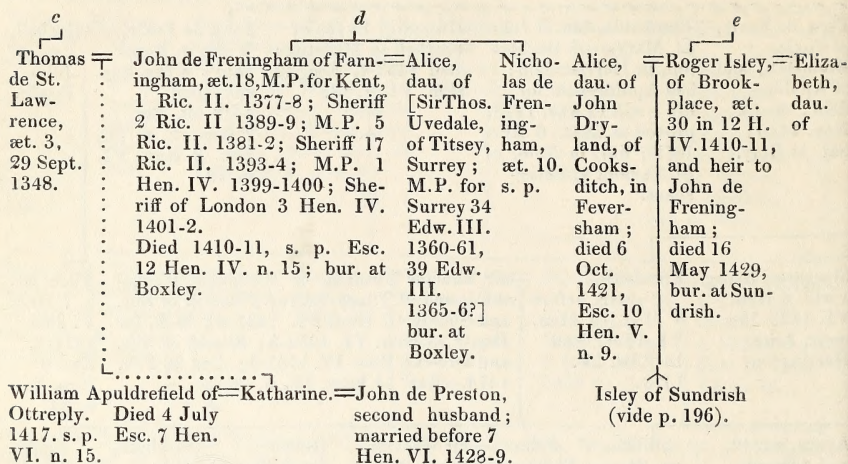 c
d
e
Thomas
de St.
Law-
rence,
æt. 3,
29 Sept.
1348.
John de Freningham of Farn-
ingham, æt.18, M.P. for Kent,
1 Ric. II. 1377-8; Sheriff
2 Ric. II 1389-9; M.P. 5
Ric. II. 1381-2; Sheriff 17
Ric. II. 1393-4; M.P. 1
Hen. IV. 1399-1400; She-
riff of London 3 Hen. IV.
1401-2.
Died 1410-11, s. p. Esc.
12 Hen. IV. n. 15; bur. at
Boxley.
=Alice,
dau. of
[Sir Thos.
Uvedale,
of Titsey,
Surrey;
M.P. for
Surrey 34
Edw. III.
1360-61,
39 Edw.
III.
1365-6?]
bur. at
Boxley.
Nicho-
las de
Fren-
ing-
ham,
æt. 10.
s. p.
Alice,
dau. of
John
Dry-
land, of
Cooks-
ditch, in
Fever-
sham;
died 6
Oct.
1421,
Esc. 10
Hen. V.
n. 9.
Roger Isley,
of Brook-
place, æt.
30 in 12 H.
IV. 1410-11,
and heir to
John de
Frening-
ham;
died 16
May 1429,
bur. at Sun-
drish.
=Eliza-
beth,
dau.
of
William Apuldrefield of
Ottreply. Died 4 July
1417. s. p. Esc. 7 Hen.
VI. n. 15.
=Katharine.=
John de Preston,
second husband;
married before 7
Hen. VI. 1428-9.
Isley of Sundrish
(vide p. 196).